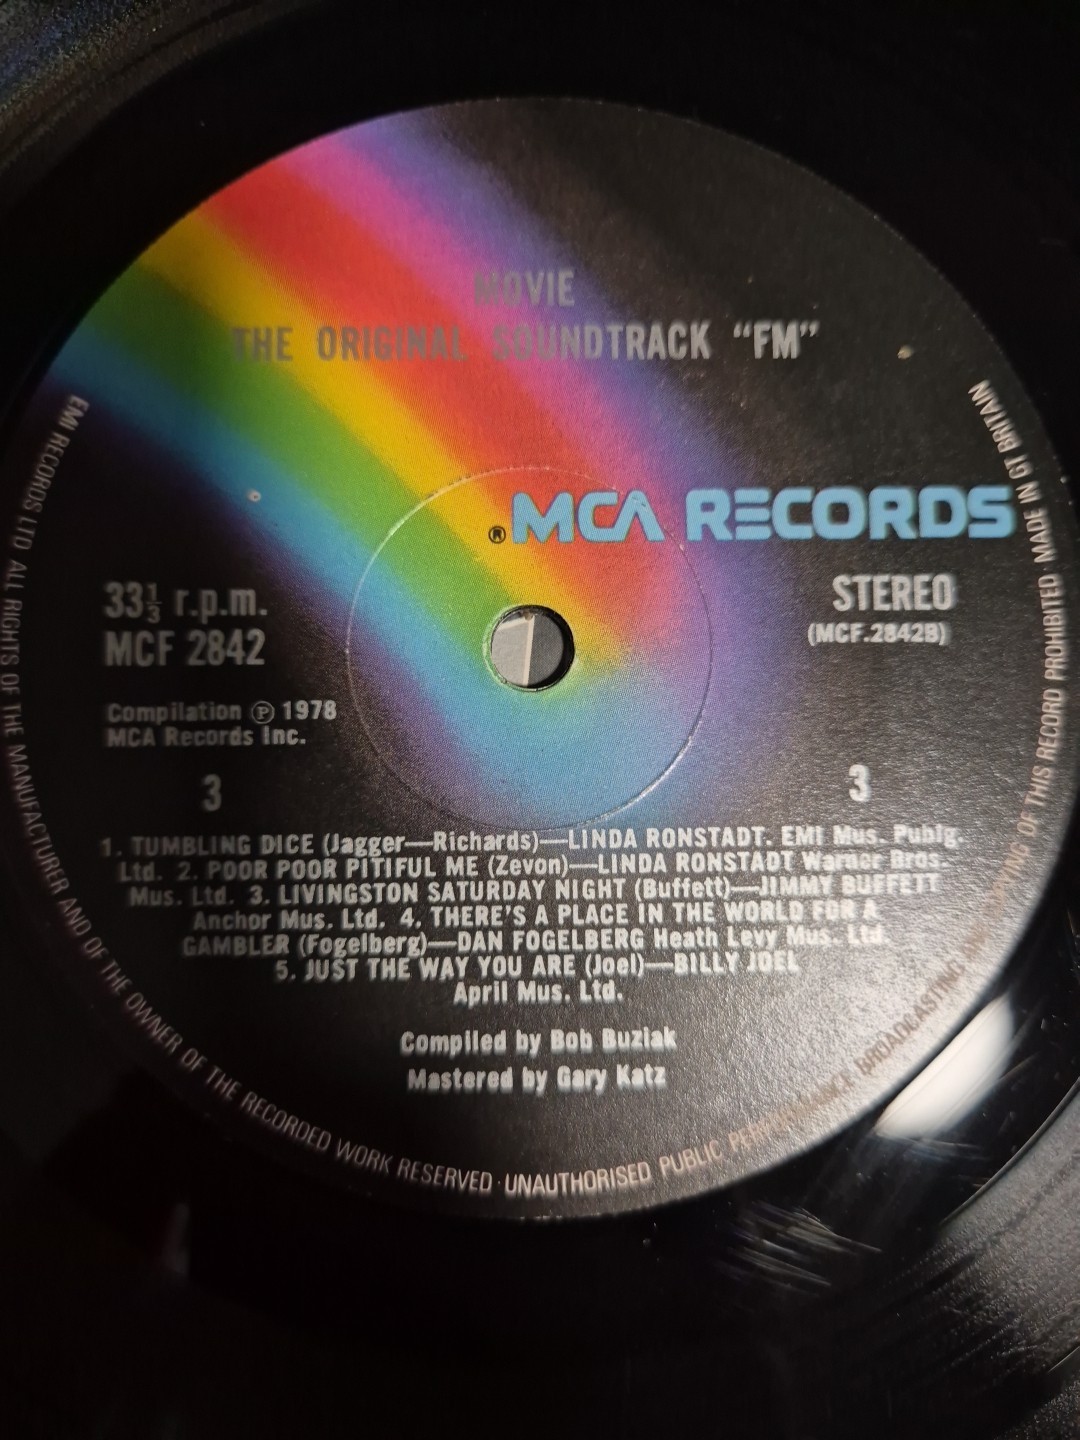 MOVIE
THE ORIGINAL SOUNDTRACK "FM"
® MCA RECORDS
33⅓ r.p.m.
MCF 2842
STEREO
(MCF.2842B)
Compilation Ⓟ 1978
MCA Records Inc.
3
3
1. TUMBLING DICE (Jagger—Richards)—LINDA RONSTADT. EMI Mus. Publg.
Ltd. 2. POOR POOR PITIFUL ME (Zevon)—LINDA RONSTADT Warner Bros.
Mus. Ltd. 3. LIVINGSTON SATURDAY NIGHT (Buffett)—JIMMY BUFFETT
Anchor Mus. Ltd. 4. THERE'S A PLACE IN THE WORLD FOR A
GAMBLER (Fogelberg)—DAN FOGELBERG Heath Levy Mus. Ltd.
5. JUST THE WAY YOU ARE (Joel)—BILLY JOEL
April Mus. Ltd.
Compiled by Bob Buziak
Mastered by Gary Katz
EMI RECORDS LTD ALL RIGHTS OF THE MANUFACTURER AND OF THE OWNER OF THE RECORDED WORK RESERVED · UNAUTHORISED PUBLIC PERFORMANCE BROADCASTING AND COPYING OF THIS RECORD PROHIBITED · MADE IN GT BRITAIN